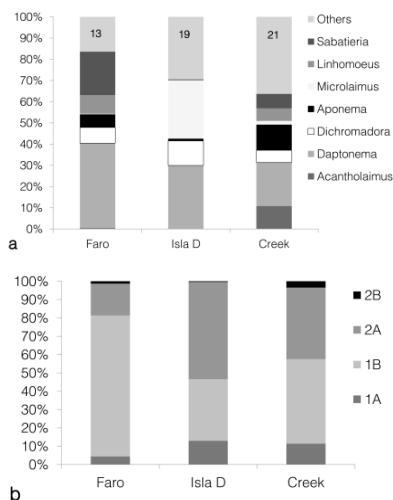 100%
90%
80%
70%
60%
50%
40%
30%
20%
10%
0%
13
19
21
Faro
Isla D
Creek
Others
Sabatieria
Linhomoeus
Microlaimus
Aponema
Dichromadora
Daptonema
Acantholaimus
a
100%
90%
80%
70%
60%
50%
40%
30%
20%
10%
0%
Faro
Isla D
Creek
2B
2A
1B
1A
b